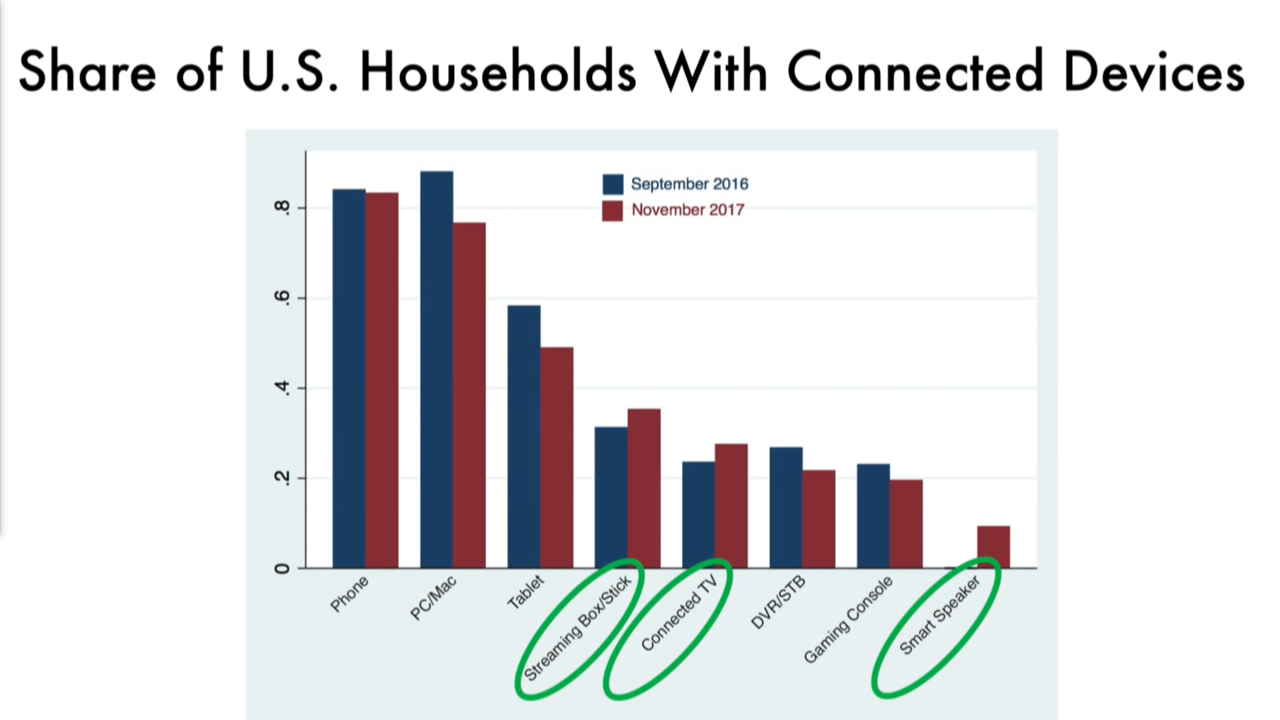 Share of U.S. Households With Connected Devices
September 2016
November 2017
.8
.6
.4
.2
0
Phone
PC/Mac
Tablet
Streaming Box/Stick
Connected TV
DVR/STB
Gaming Console
Smart Speaker